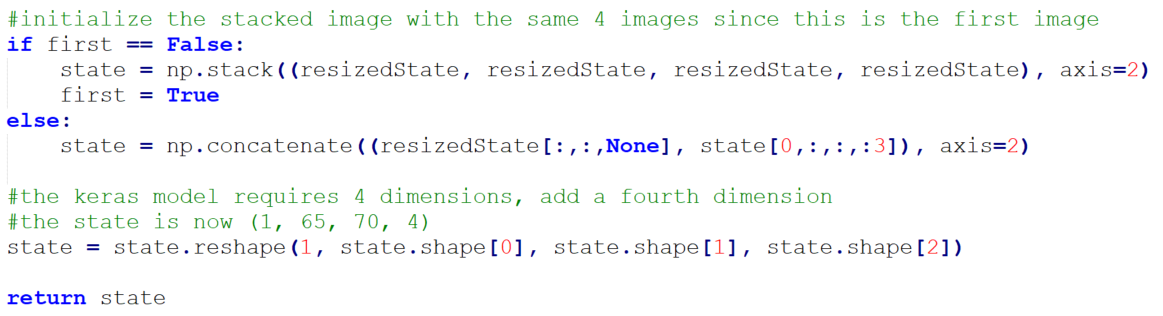 #initialize the stacked image with the same 4 images since this is the first image
if first == False:
    state = np.stack((resizedState, resizedState, resizedState, resizedState), axis=2)
    first = True
else:
    state = np.concatenate((resizedState[:,:,None], state[0,:,:,:3]), axis=2)
#the keras model requires 4 dimensions, add a fourth dimension
#the state is now (1, 65, 70, 4)
state = state.reshape(1, state.shape[0], state.shape[1], state.shape[2])
return state